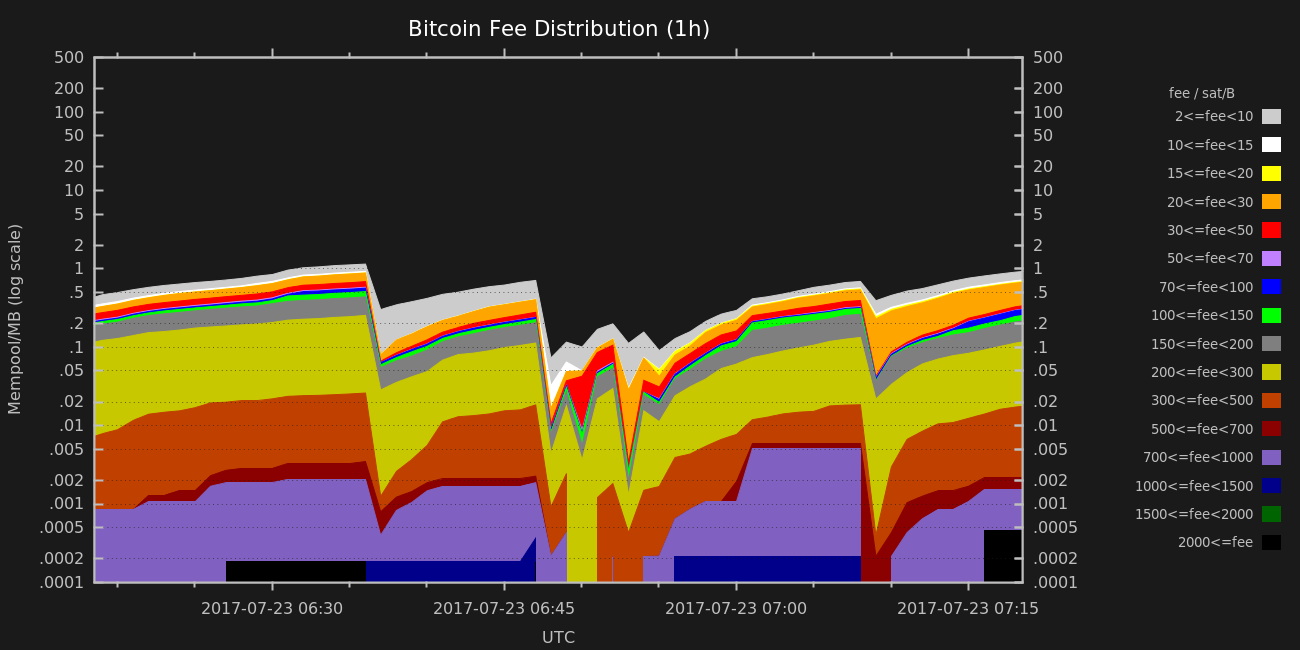 Bitcoin Fee Distribution (1h)
500 500
200 200
100 100
50 50
20 20
10 10
5 5
2 2
1 1
.5 .5
.2 .2
.1 .1
.05 .05
.02 .02
.01 .01
.005 .005
.002 .002
.001 .001
.0005 .0005
.0002 .0002
.0001 .0001
Mempool/MB (log scale)
2017-07-23 06:30 2017-07-23 06:45 2017-07-23 07:00 2017-07-23 07:15
UTC
fee / sat/B
2<=fee<10
10<=fee<15
15<=fee<20
20<=fee<30
30<=fee<50
50<=fee<70
70<=fee<100
100<=fee<150
150<=fee<200
200<=fee<300
300<=fee<500
500<=fee<700
700<=fee<1000
1000<=fee<1500
1500<=fee<2000
2000<=fee